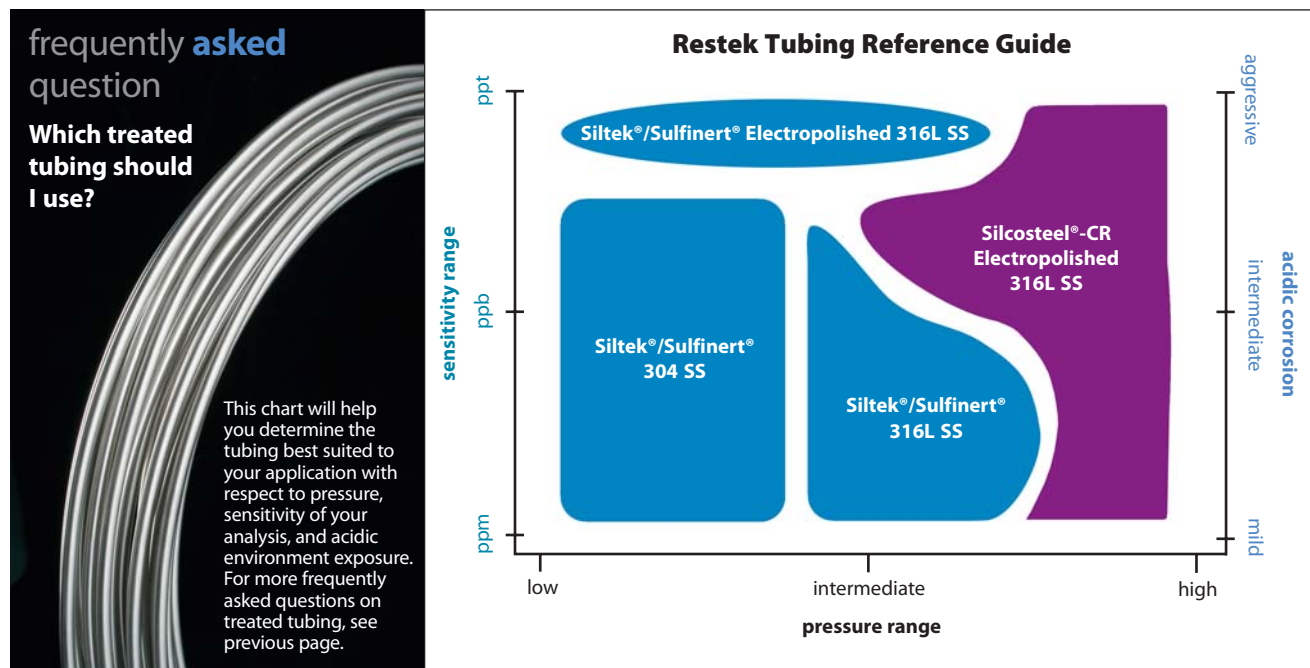 frequently asked
question
Which treated
tubing should
I use?
This chart will help
you determine the
tubing best suited to
your application with
respect to pressure,
sensitivity of your
analysis, and acidic
environment exposure.
For more frequently
asked questions on
treated tubing, see
previous page.
Restek Tubing Reference Guide
sensitivity range
ppt
ppb
ppm
Siltek®/Sulfinert® Electropolished 316L SS
Siltek®/Sulfinert®
304 SS
Siltek®/Sulfinert®
316L SS
Silcosteel®-CR
Electropolished
316L SS
aggressive
intermediate
mild
acidic corrosion
low
intermediate
high
pressure range